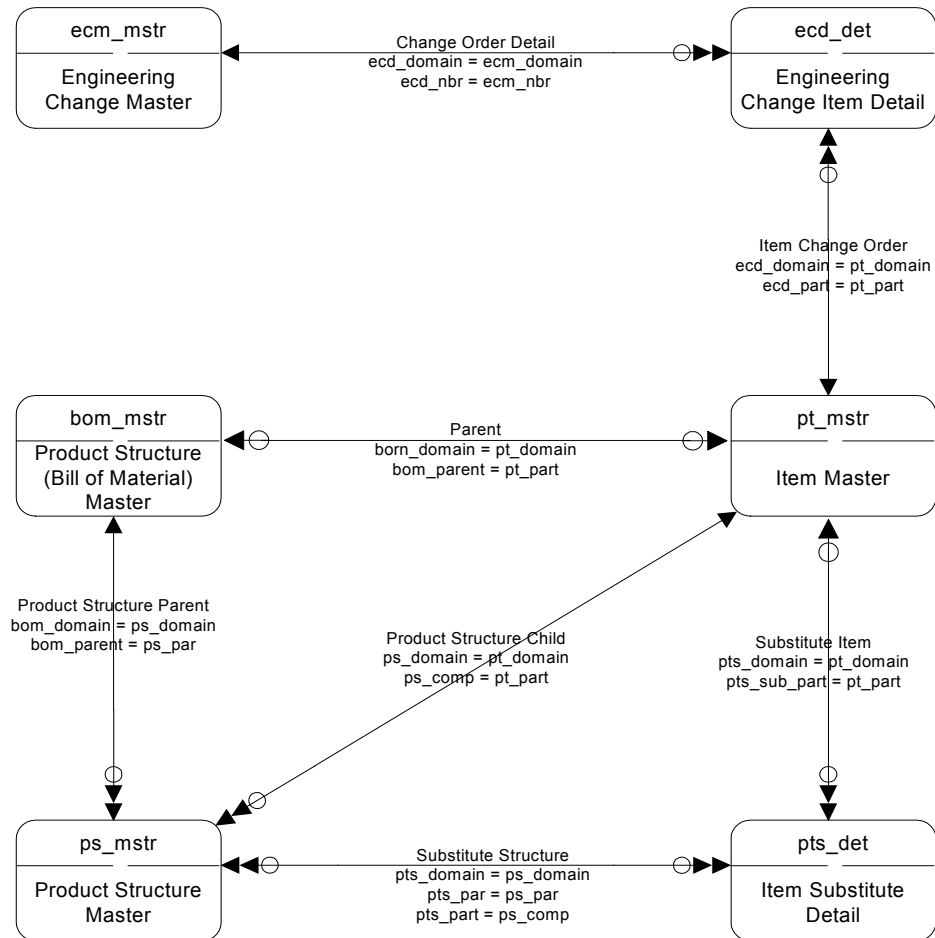 ecm_mstr
Engineering
Change Master
Change Order Detail
ecd_domain = ecm_domain
ecd_nbr = ecm_nbr
ecd_det
Engineering
Change Item Detail
Item Change Order
ecd_domain = pt_domain
ecd_part = pt_part
bom_mstr
Product Structure
(Bill of Material)
Master
Parent
born_domain = pt_domain
bom_parent = pt_part
pt_mstr
Item Master
Product Structure Parent
bom_domain = ps_domain
bom_parent = ps_par
Product Structure Child
ps_domain = pt_domain
ps_comp = pt_part
Substitute Item
pts_domain = pt_domain
pts_sub_part = pt_part
ps_mstr
Product Structure
Master
Substitute Structure
pts_domain = ps_domain
pts_par = ps_par
pts_part = ps_comp
pts_det
Item Substitute
Detail